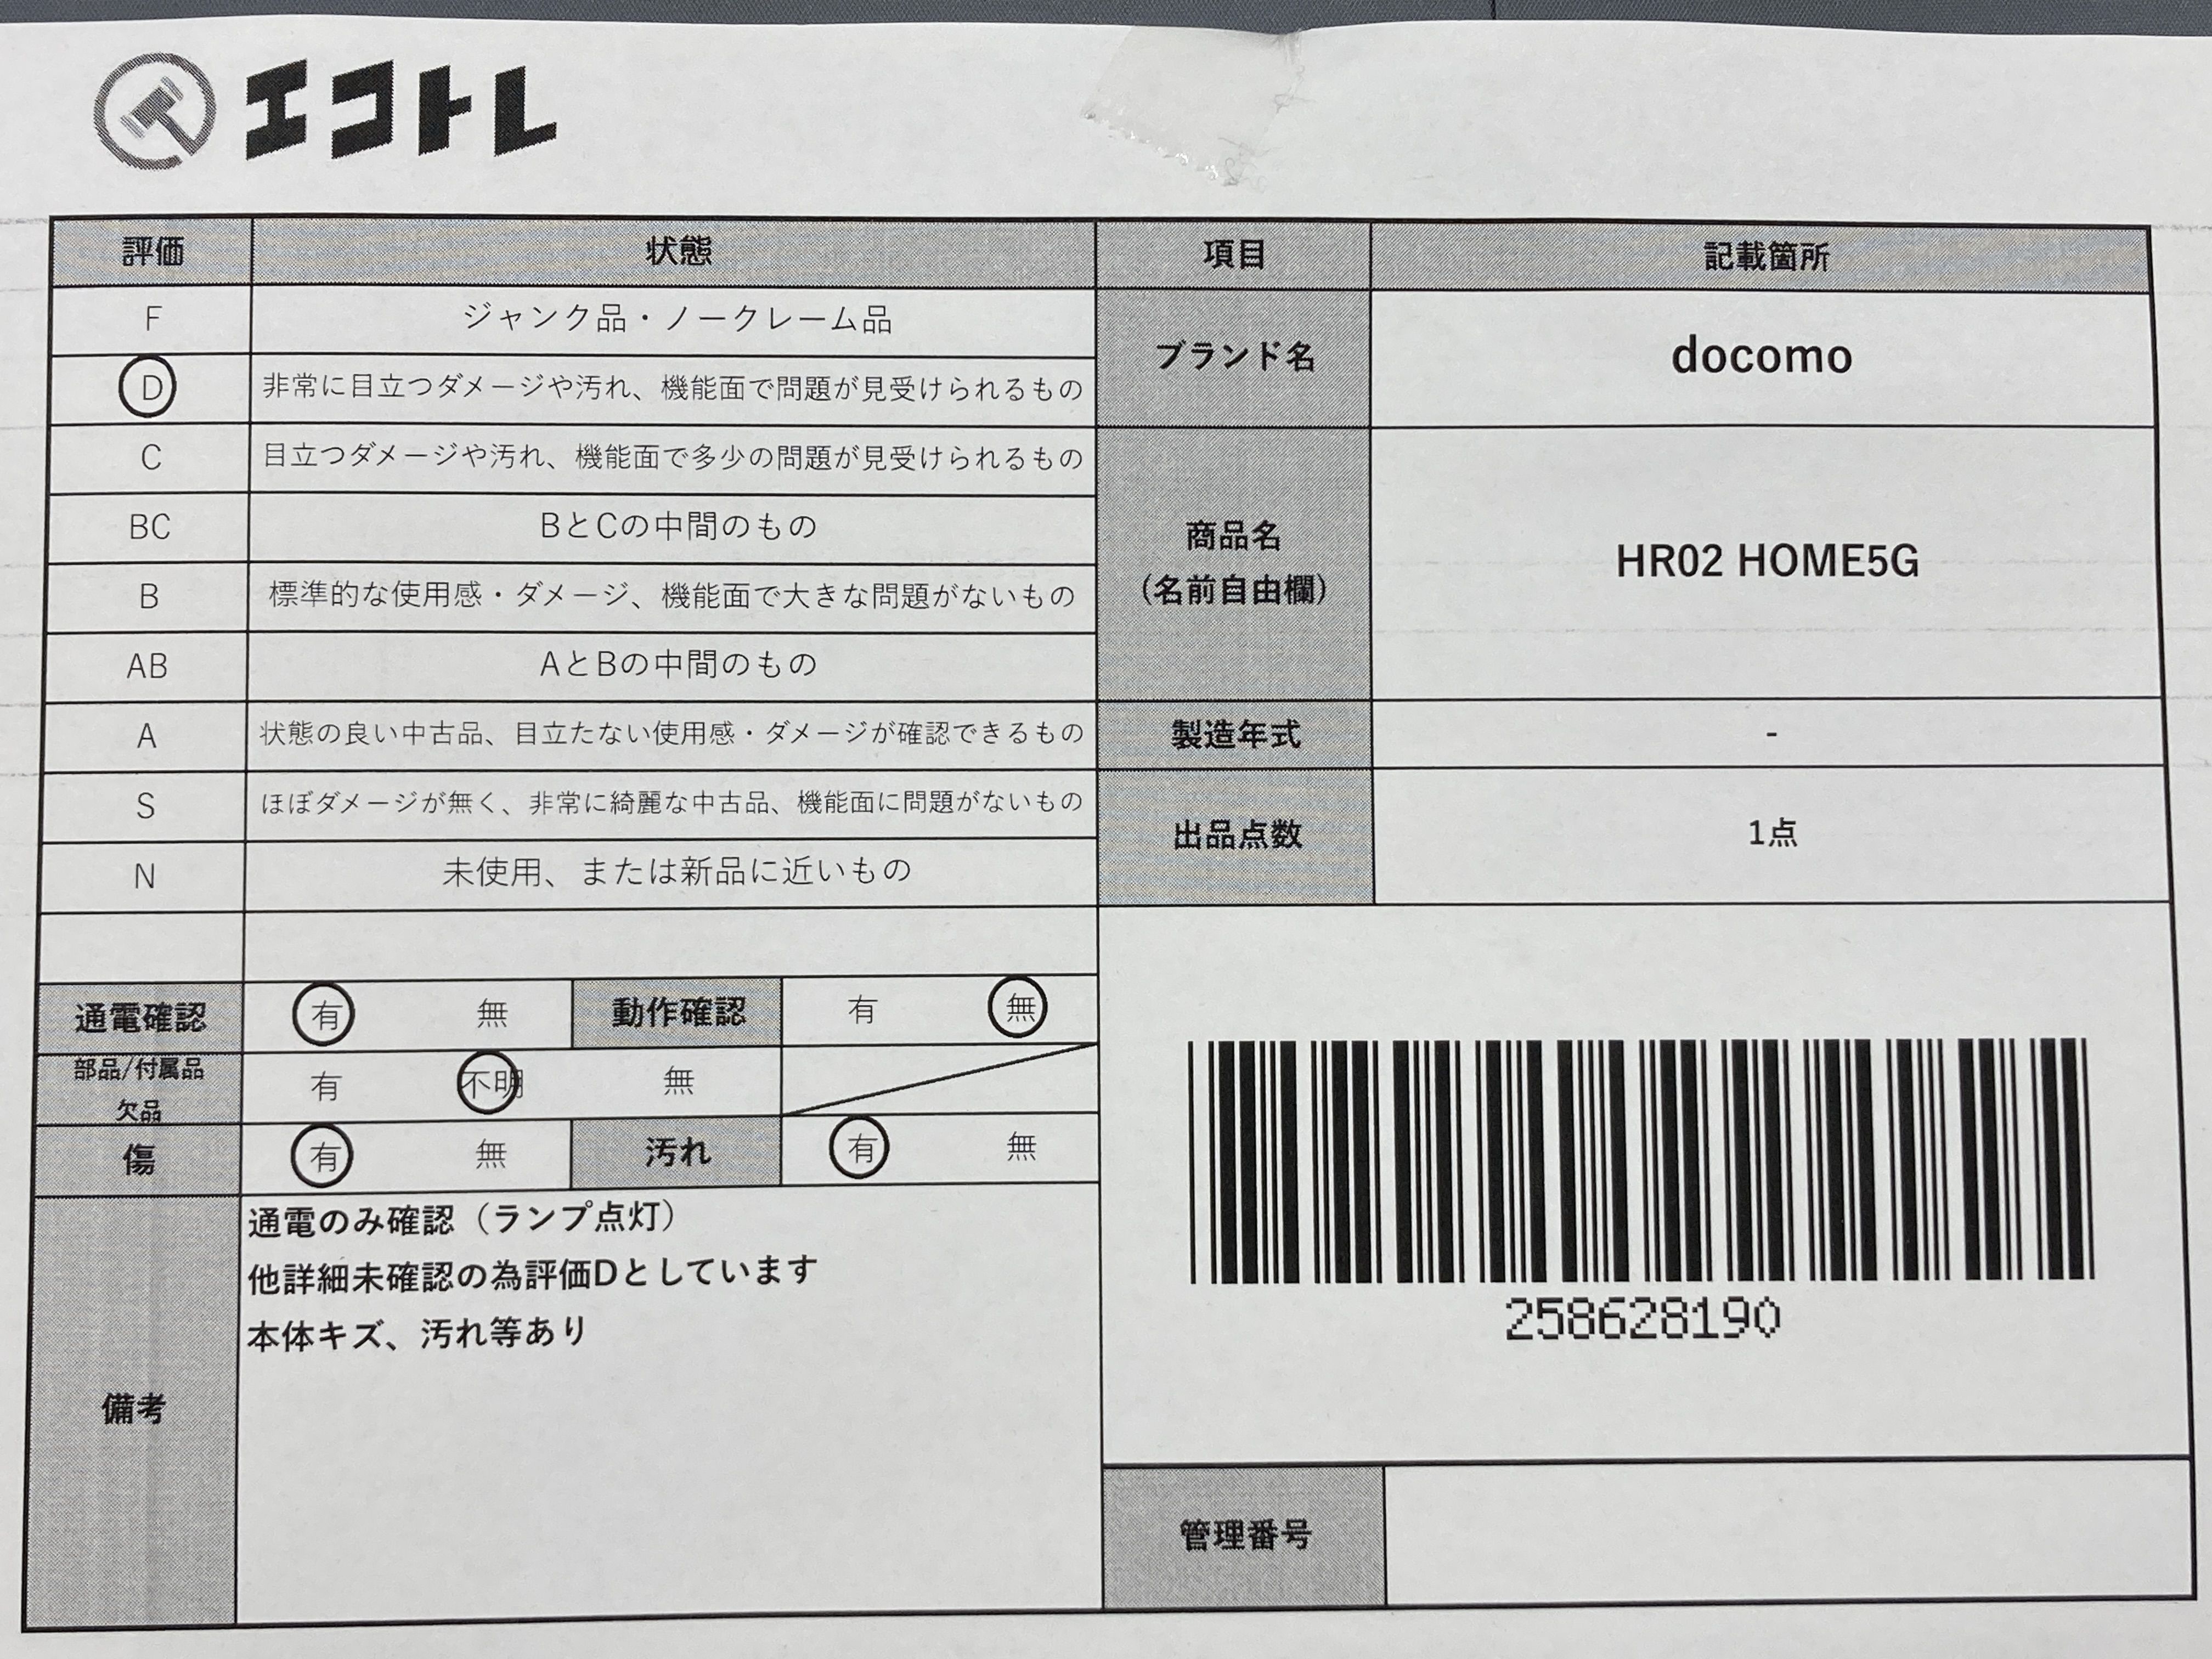 エコトレ
評価 状態 項目 記載箇所
F ジャンク品・ノークレーム品
D 非常に目立つダメージや汚れ、機能面で問題が見受けられるもの
ブランド名 docomo
C 目立つダメージや汚れ、機能面で多少の問題が見受けられるもの
BC BとCの中間のもの
B 標準的な使用感・ダメージ、機能面で大きな問題がないもの
AB AとBの中間のもの
商品名
(名前自由欄)
HR02 HOME5G
A 状態の良い中古品、目立たない使用感・ダメージが確認できるもの
製造年式 -
S ほぼダメージが無く、非常に綺麗な中古品、機能面に問題がないもの
N 未使用、または新品に近いもの
出品点数 1点
通電確認 有 無 動作確認 有 無
部品/付属品
欠品
有 不明 無
傷 有 無 汚れ 有 無
備考
通電のみ確認（ランプ点灯）
他詳細未確認の為評価Dとしています
本体キズ、汚れ等あり
258628190
管理番号